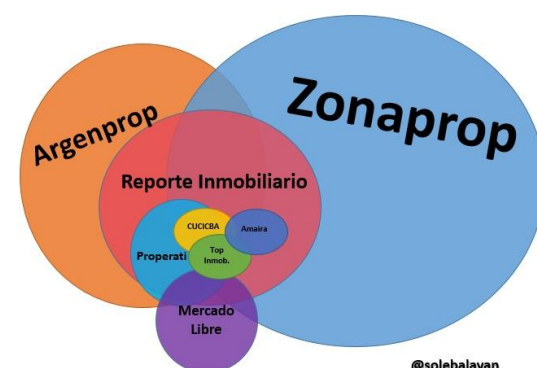 Zonaprop
Argenprop
Reporte Inmobiliario
CUCICBA
Amaira
Properati
Top
Inmob.
Mercado
Libre
@solebalayan